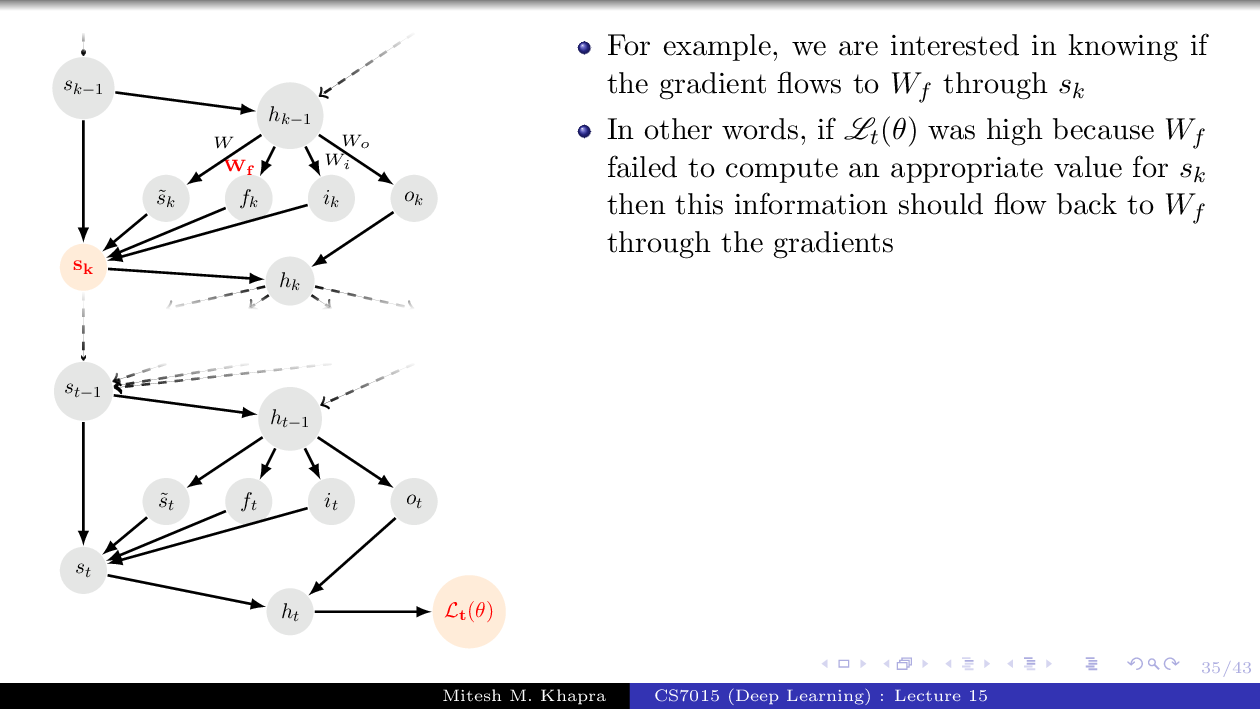 s_{k−1}
h_{k−1}
W
W_o
W_f
W_i
s̃_k
f_k
i_k
o_k
s_k
h_k
s_{t−1}
h_{t−1}
s̃_t
f_t
i_t
o_t
s_t
h_t
ℒ_t(θ)
For example, we are interested in knowing if
the gradient flows to W_f through s_k
In other words, if ℒ_t(θ) was high because W_f
failed to compute an appropriate value for s_k
then this information should flow back to W_f
through the gradients
35/43
Mitesh M. Khapra
CS7015 (Deep Learning) : Lecture 15